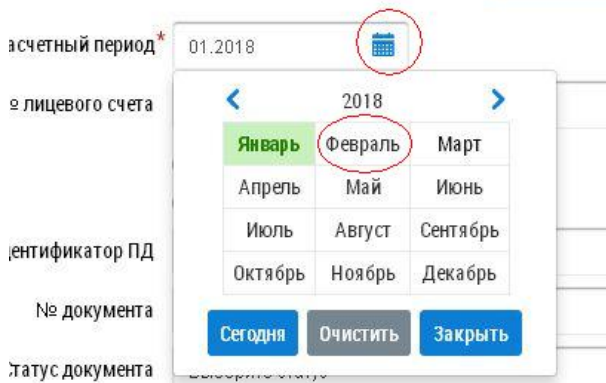 асчетный период* 01.2018
№ лицевого счета
2018
Январь Февраль Март
Апрель Май Июнь
Июль Август Сентябрь
дентификатор ПД
Октябрь Ноябрь Декабрь
№ документа
Сегодня Очистить Закрыть
Статус документа